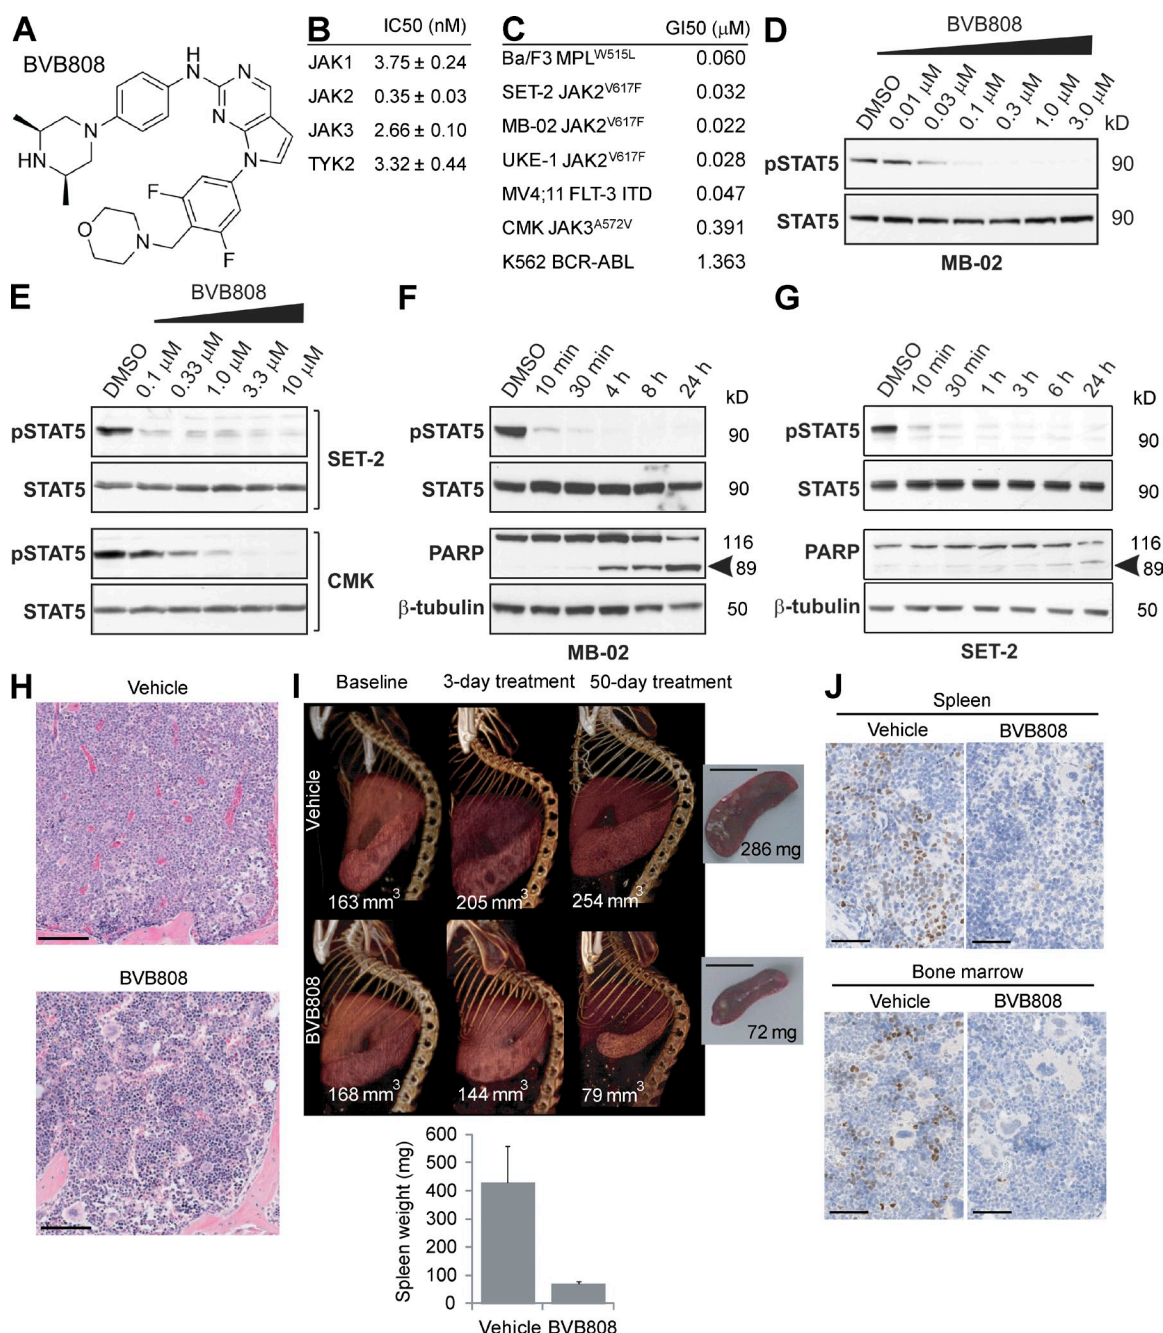 A
BVB808
H
N
N
N
N
N
HN
F
F
O
N
B
IC50 (nM)
JAK1 3.75 ± 0.24
JAK2 0.35 ± 0.03
JAK3 2.66 ± 0.10
TYK2 3.32 ± 0.44
C
GI50 (μM)
Ba/F3 MPL^W515L 0.060
SET-2 JAK2^V617F 0.032
MB-02 JAK2^V617F 0.022
UKE-1 JAK2^V617F 0.028
MV4;11 FLT-3 ITD 0.047
CMK JAK3^A572V 0.391
K562 BCR-ABL 1.363
D
BVB808
DMSO 0.01 μM 0.03 μM 0.1 μM 0.3 μM 1.0 μM 3.0 μM kD
pSTAT5 90
STAT5 90
MB-02
E
BVB808
DMSO 0.1 μM 0.33 μM 1.0 μM 3.3 μM 10 μM
pSTAT5
STAT5
SET-2
pSTAT5
STAT5
CMK
F
DMSO 10 min 30 min 4 h 8 h 24 h kD
pSTAT5 90
STAT5 90
PARP 116
89
β-tubulin 50
MB-02
G
DMSO 10 min 30 min 1 h 3 h 6 h 24 h kD
pSTAT5 90
STAT5 90
PARP 116
89
β-tubulin 50
SET-2
H
Vehicle
BVB808
I
Baseline 3-day treatment 50-day treatment
Vehicle
163 mm³ 205 mm³ 254 mm³
286 mg
BVB808
168 mm³ 144 mm³ 79 mm³
72 mg
Spleen weight (mg)
600
500
400
300
200
100
0
Vehicle BVB808
J
Spleen
Vehicle BVB808
Bone marrow
Vehicle BVB808